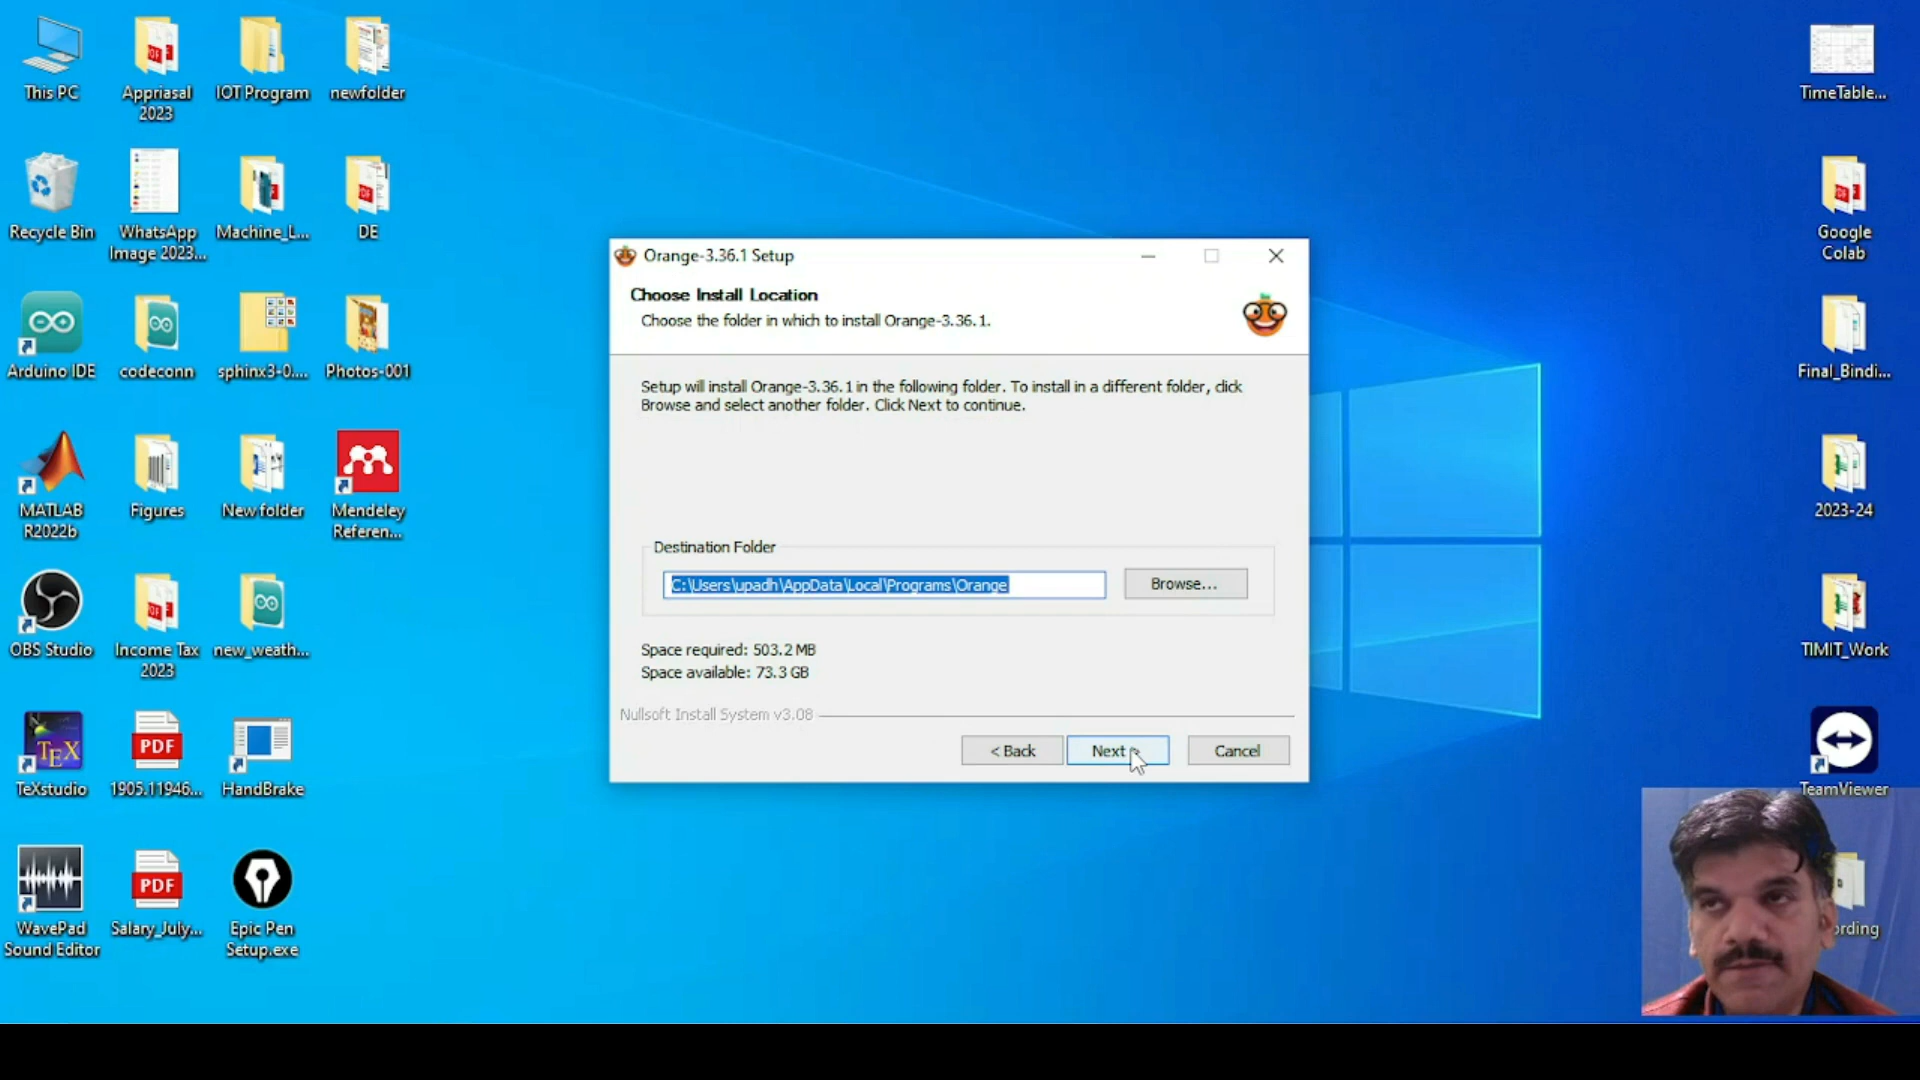 This PC
Appriasal
2023
IOT Program
newfolder
Recycle Bin
WhatsApp
Image 2023...
Machine_L...
DE
Arduino IDE
codeconn
sphinx3-0....
Photos-001
MATLAB
R2022b
Figures
New folder
Mendeley
Referen...
OBS Studio
Income Tax
2023
new_weath...
TEX
TeXstudio
PDF
1905.11946...
HandBrake
WavePad
Sound Editor
PDF
Salary_July...
Epic Pen
Setup.exe
Orange-3.36.1 Setup
Choose Install Location
Choose the folder in which to install Orange-3.36.1.
Setup will install Orange-3.36.1 in the following folder. To install in a different folder, click
Browse and select another folder. Click Next to continue.
Destination Folder
C:\Users\upadh\AppData\Local\Programs\Orange
Browse...
Space required: 503.2 MB
Space available: 73.3 GB
Nullsoft Install System v3.08
< Back
Next >
Cancel
TimeTable...
Google
Colab
Final_Bindi...
2023-24
TIMIT_Work
TeamViewer